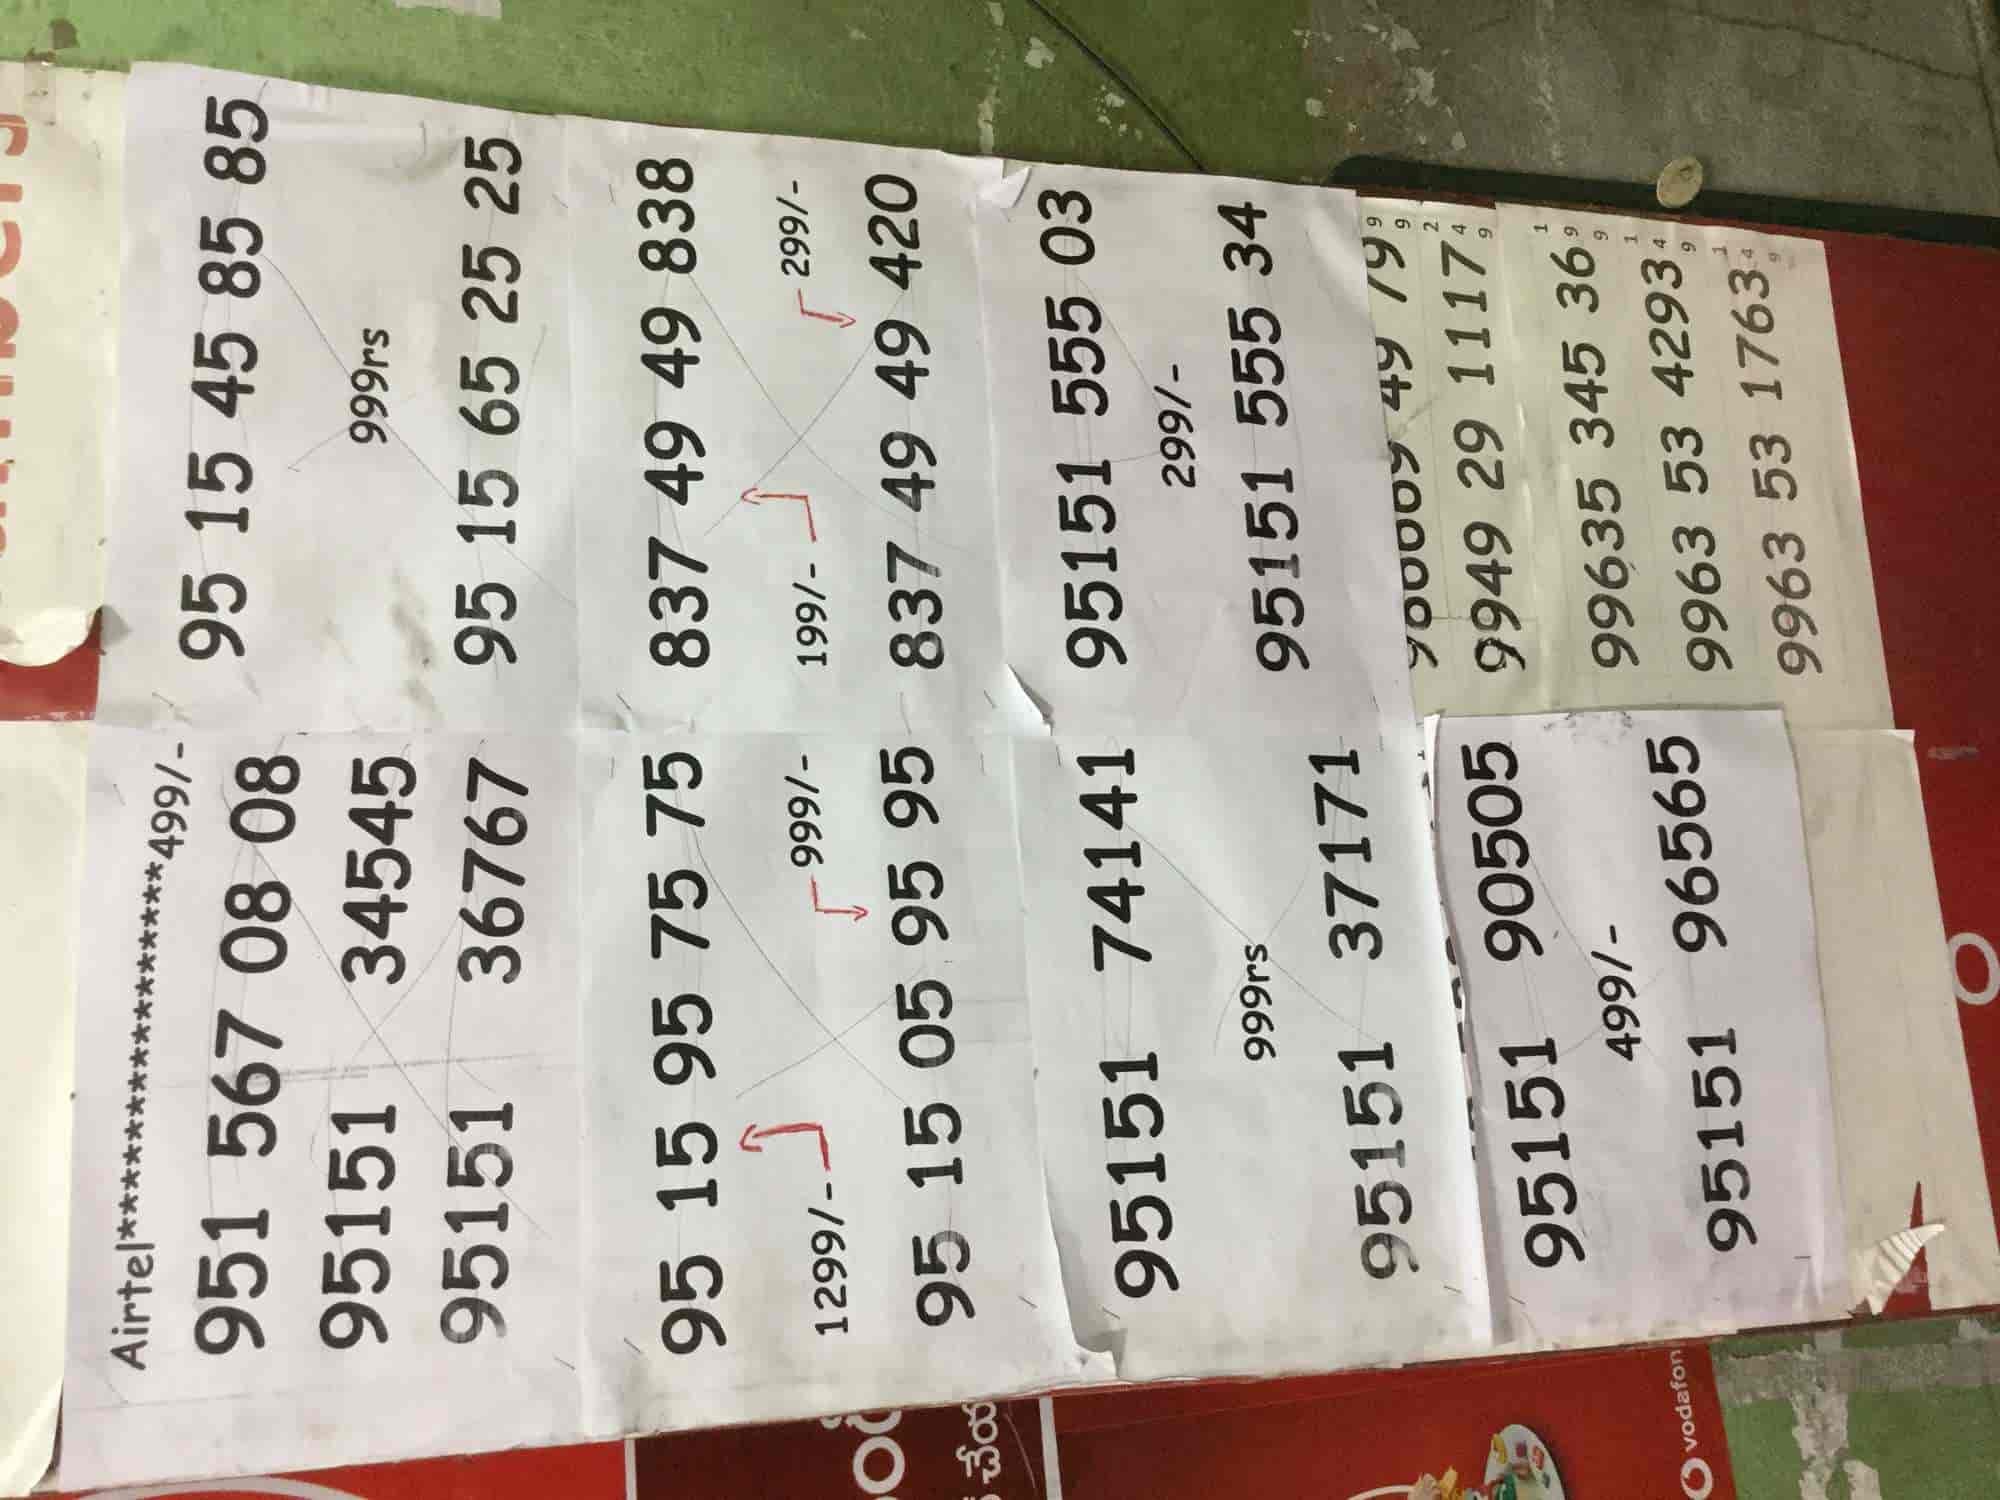 Airtel*****************499/-
951 567 08 08
95151 34545
95151 36767
95 15 95 75 75
1299/-
999/-
95 15 05 95 95
95151 74141
999rs
95151 37171
95151 90505
499/-
95151 96565
95 15 45 85 85
999rs
95 15 65 25 25
837 49 49 838
199/-
299/-
837 49 49 420
95151 555 03
299/-
95151 555 34
9949 29 1117
99635 345 36
9963 53 4293
9963 53 1763
vodafon